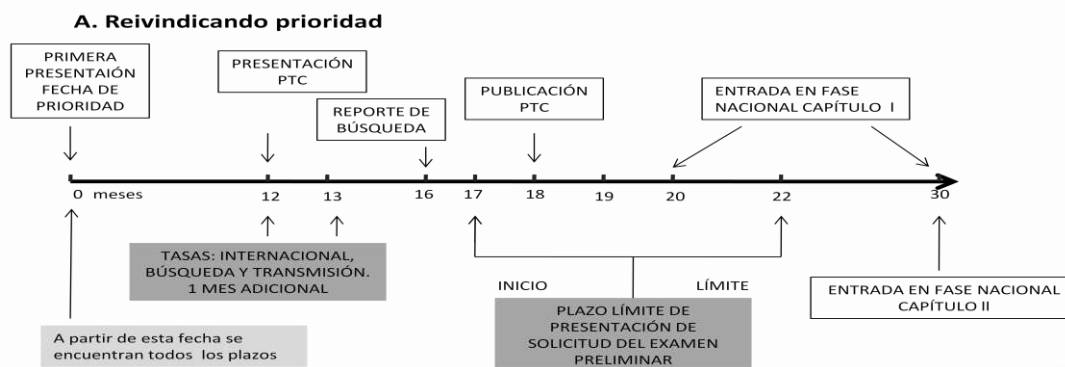 A. Reivindicando prioridad
PRIMERA
PRESENTAIÓN
FECHA DE
PRIORIDAD
PRESENTACIÓN
PTC
REPORTE DE
BÚSQUEDA
PUBLICACIÓN
PTC
ENTRADA EN FASE
NACIONAL CAPÍTULO I
0 meses
12
13
16
17
18
19
20
22
30
TASAS: INTERNACIONAL,
BÚSQUEDA Y TRANSMISIÓN.
1 MES ADICIONAL
INICIO
LÍMITE
PLAZO LÍMITE DE
PRESENTACIÓN DE
SOLICITUD DEL EXAMEN
PRELIMINAR
ENTRADA EN FASE NACIONAL
CAPÍTULO II
A partir de esta fecha se
encuentran todos los plazos